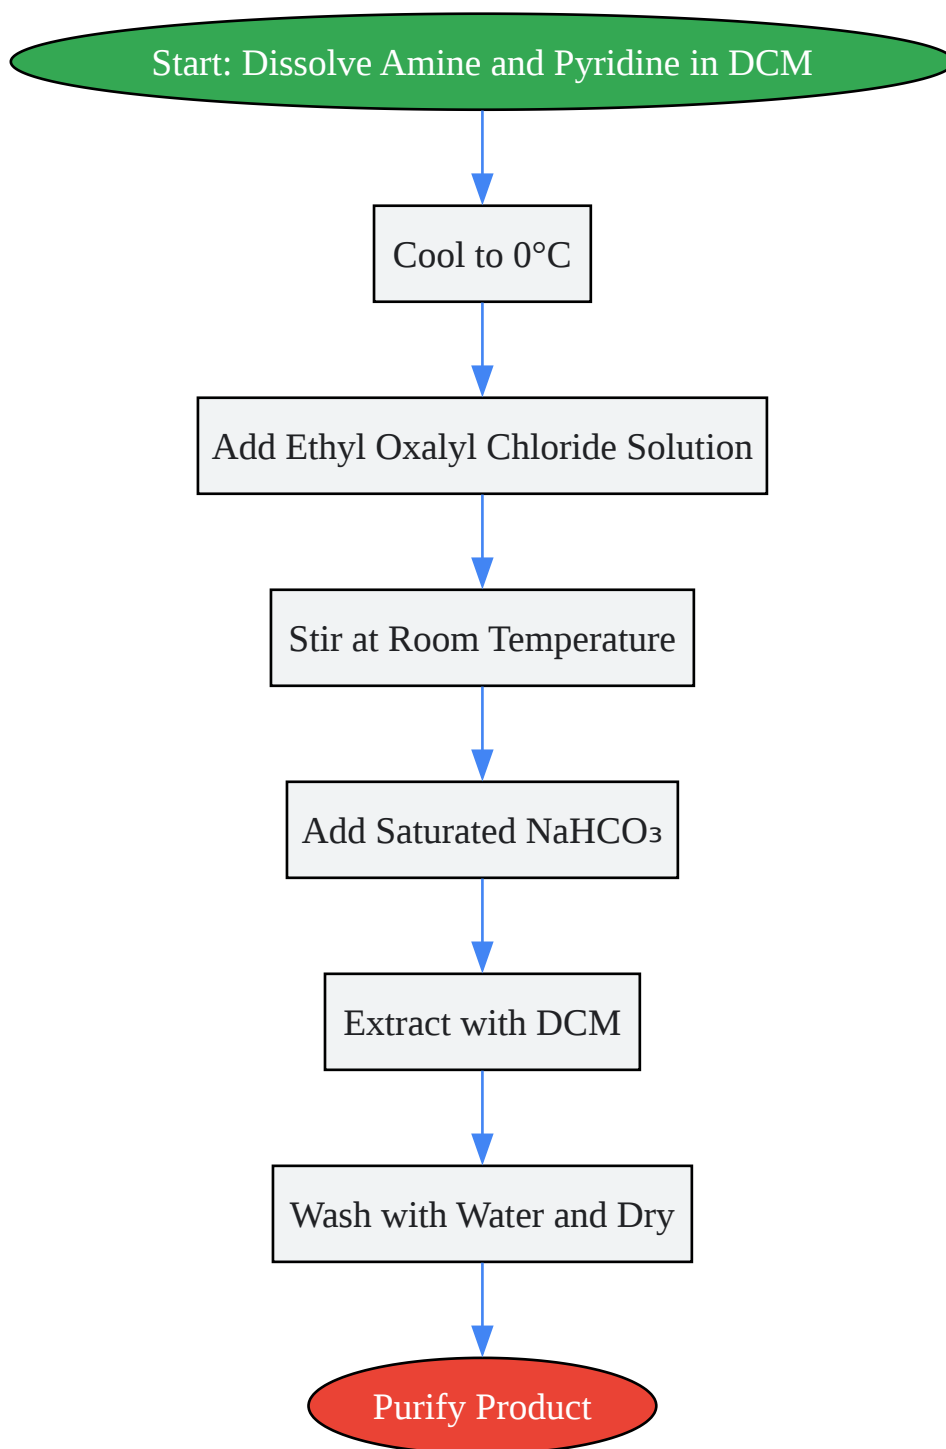 Start: Dissolve Amine and Pyridine in DCM
Cool to 0°C
Add Ethyl Oxalyl Chloride Solution
Stir at Room Temperature
Add Saturated NaHCO₃
Extract with DCM
Wash with Water and Dry
Purify Product